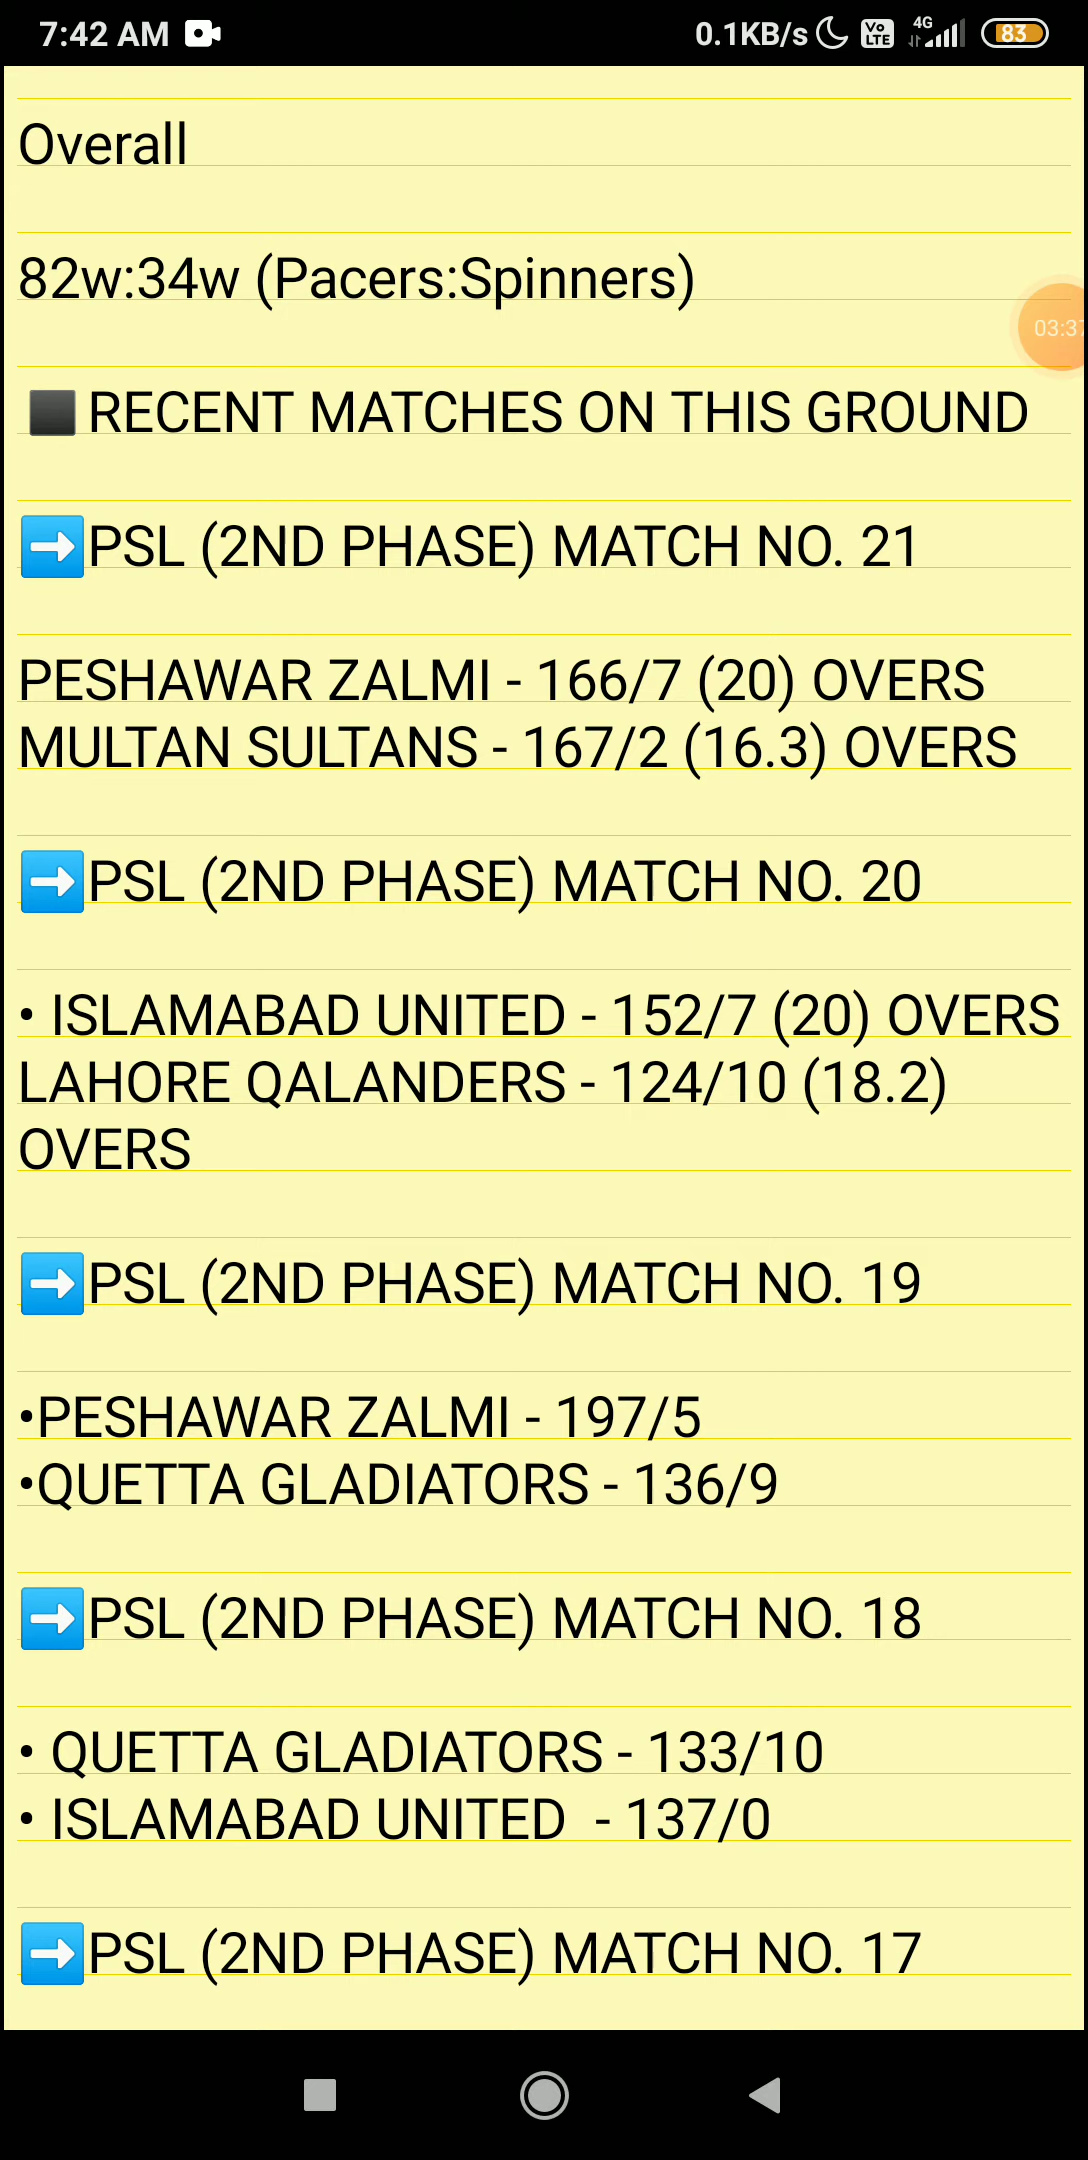 7:42 AM 0.1KB/s Vo LTE 4G 83
Overall
82w:34w (Pacers:Spinners)
03:37
◼️RECENT MATCHES ON THIS GROUND
➡️PSL (2ND PHASE) MATCH NO. 21
PESHAWAR ZALMI - 166/7 (20) OVERS
MULTAN SULTANS - 167/2 (16.3) OVERS
➡️PSL (2ND PHASE) MATCH NO. 20
• ISLAMABAD UNITED - 152/7 (20) OVERS
LAHORE QALANDERS - 124/10 (18.2)
OVERS
➡️PSL (2ND PHASE) MATCH NO. 19
•PESHAWAR ZALMI - 197/5
•QUETTA GLADIATORS - 136/9
➡️PSL (2ND PHASE) MATCH NO. 18
• QUETTA GLADIATORS - 133/10
• ISLAMABAD UNITED  - 137/0
➡️PSL (2ND PHASE) MATCH NO. 17